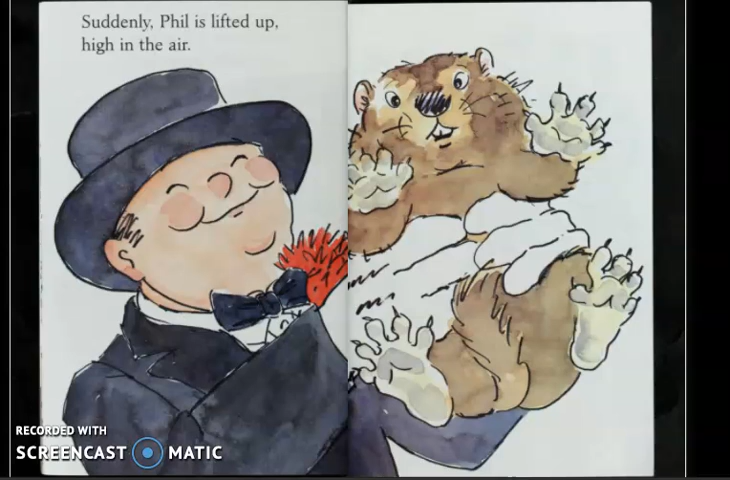 Suddenly, Phil is lifted up,
high in the air.
RECORDED WITH
SCREENCAST MATIC